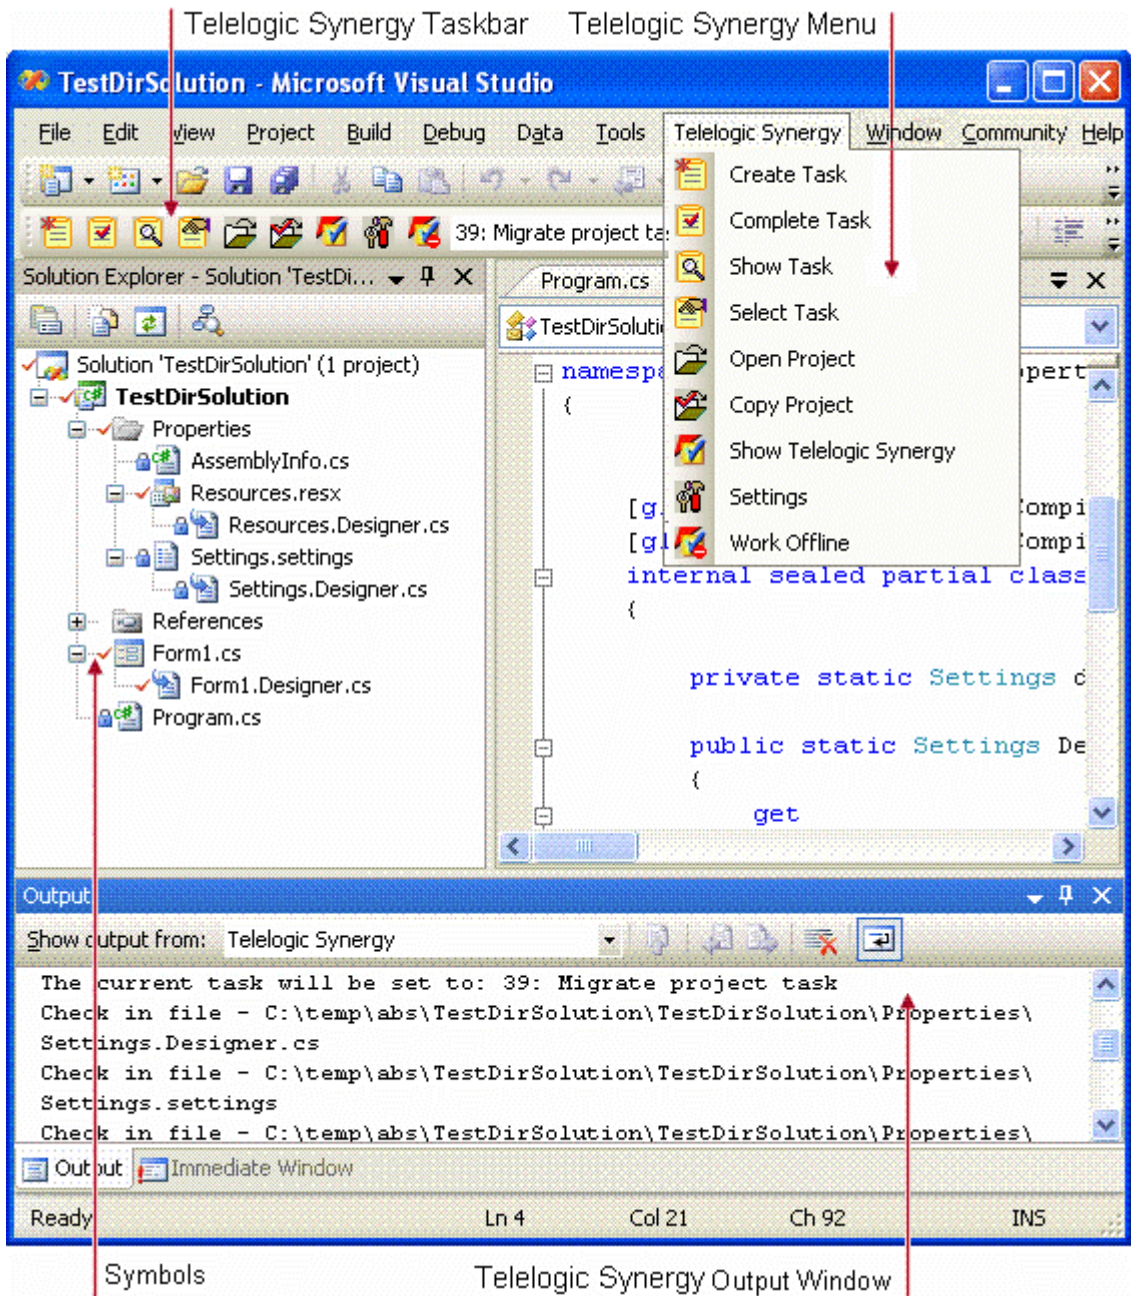 Telelogic Synergy Taskbar
Telelogic Synergy Menu
TestDirSolution - Microsoft Visual Studio
File Edit View Project Build Debug Data Tools Telelogic Synergy Window Community Help
Create Task
Complete Task
Show Task
Select Task
Open Project
Copy Project
Show Telelogic Synergy
Settings
Work Offline
39: Migrate project ta
Solution Explorer - Solution 'TestDi...
Solution 'TestDirSolution' (1 project)
TestDirSolution
Properties
AssemblyInfo.cs
Resources.resx
Resources.Designer.cs
Settings.settings
Settings.Designer.cs
References
Form1.cs
Form1.Designer.cs
Program.cs
Program.cs
TestDirSoluti
namespa pert
{
[g. Compi
[gl Compi
internal sealed partial class
{
private static Settings d
public static Settings De
{
get
Output
Show output from: Telelogic Synergy
The current task will be set to: 39: Migrate project task
Check in file - C:\temp\abs\TestDirSolution\TestDirSolution\Properties\
Settings.Designer.cs
Check in file - C:\temp\abs\TestDirSolution\TestDirSolution\Properties\
Settings.settings
Check in file - C:\temp\abs\TestDirSolution\TestDirSolution\Properties\
Output Immediate Window
Ready Ln 4 Col 21 Ch 92 INS
Symbols
Telelogic Synergy Output Window